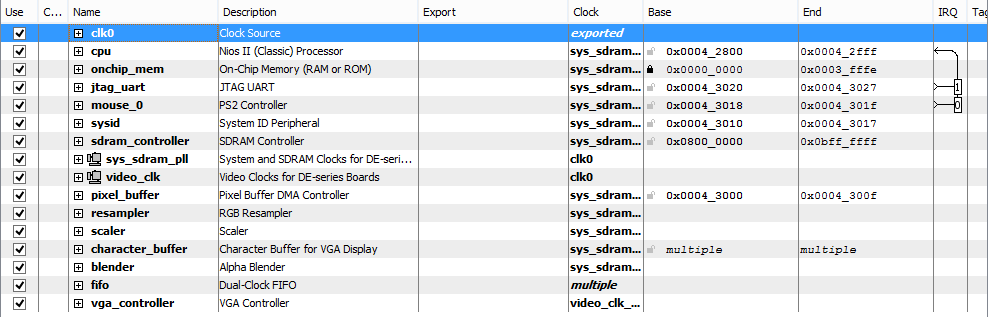 Use C... Name Description Export Clock Base End IRQ Tag
clk0 Clock Source exported
cpu Nios II (Classic) Processor sys_sdram... 0x0004_2800 0x0004_2fff
onchip_mem On-Chip Memory (RAM or ROM) sys_sdram... 0x0000_0000 0x0003_fffe
jtag_uart JTAG UART sys_sdram... 0x0004_3020 0x0004_3027 1
mouse_0 PS2 Controller sys_sdram... 0x0004_3018 0x0004_301f 0
sysid System ID Peripheral sys_sdram... 0x0004_3010 0x0004_3017
sdram_controller SDRAM Controller sys_sdram... 0x0800_0000 0x0bff_ffff
sys_sdram_pll System and SDRAM Clocks for DE-seri... clk0
video_clk Video Clocks for DE-series Boards clk0
pixel_buffer Pixel Buffer DMA Controller sys_sdram... 0x0004_3000 0x0004_300f
resampler RGB Resampler sys_sdram...
scaler Scaler sys_sdram...
character_buffer Character Buffer for VGA Display sys_sdram... multiple multiple
blender Alpha Blender sys_sdram...
fifo Dual-Clock FIFO multiple
vga_controller VGA Controller video_clk_...